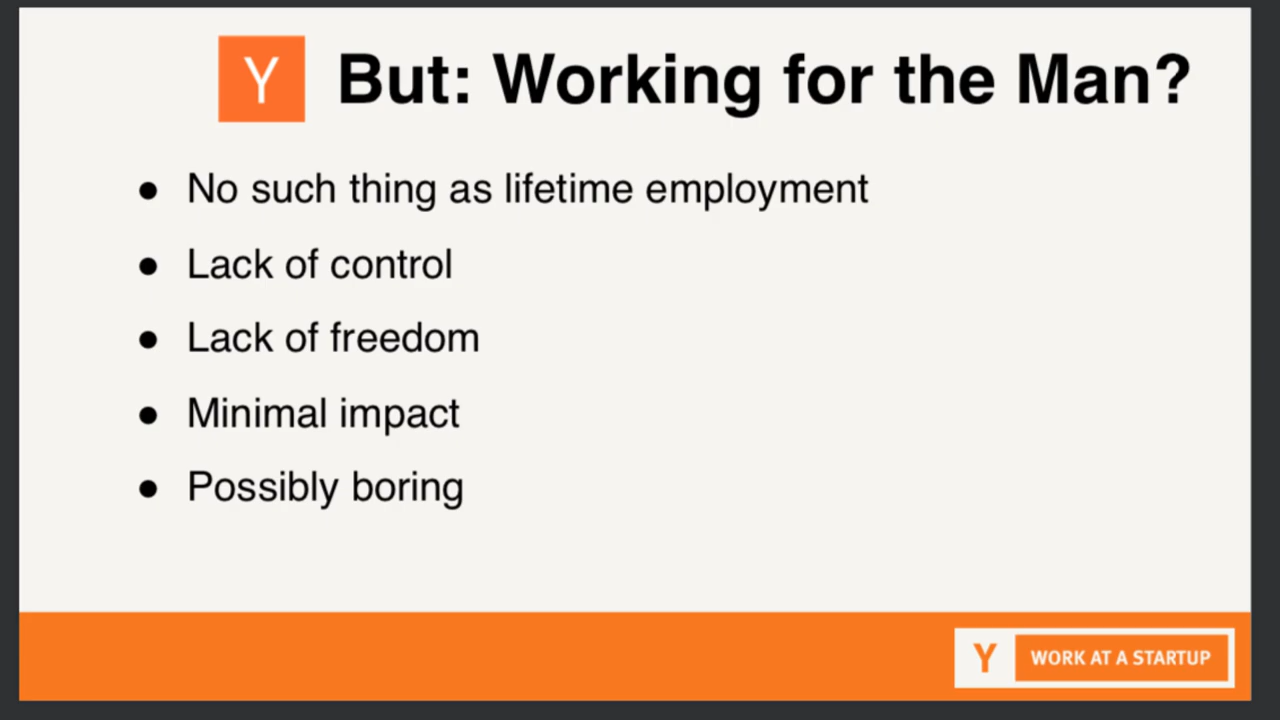 Y But: Working for the Man?
● No such thing as lifetime employment
● Lack of control
● Lack of freedom
● Minimal impact
● Possibly boring
Y WORK AT A STARTUP